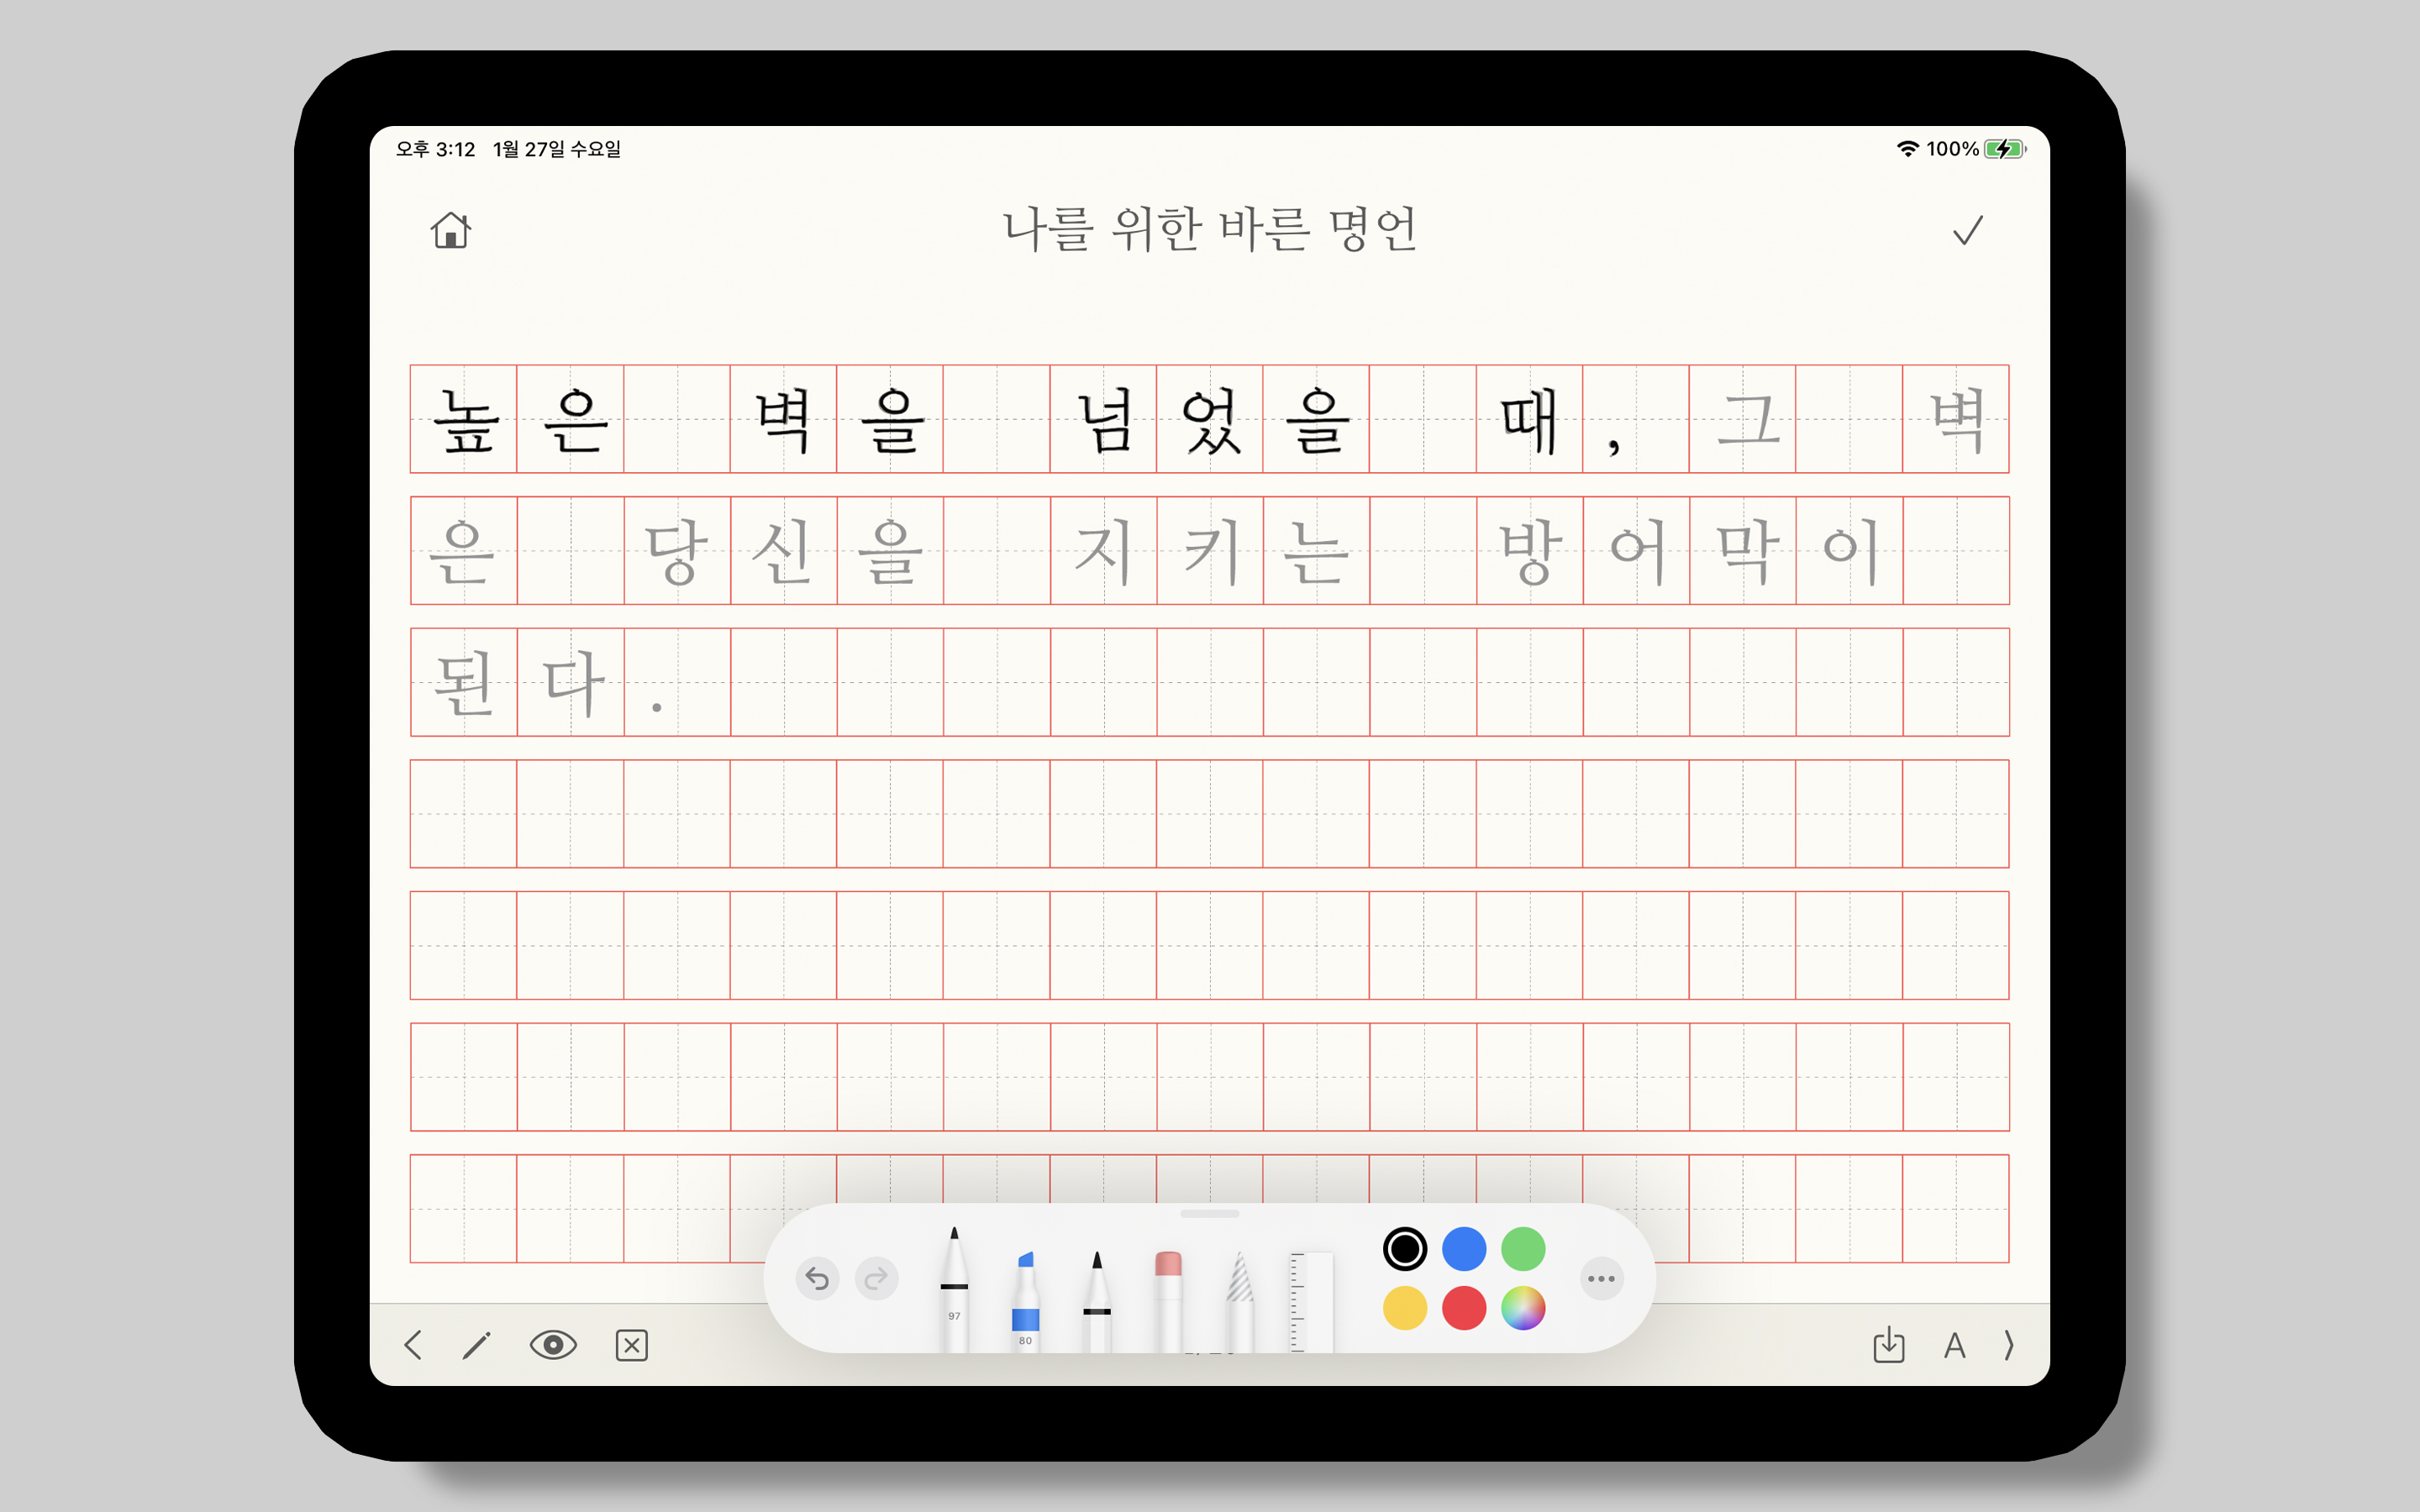 오후 3:12 1월 27일 수요일 100%
나를 위한 바른 명언
높은 벽을 넘었을 때, 그 벽
은 당신을 지키는 방어막이
된다.
97
80
A